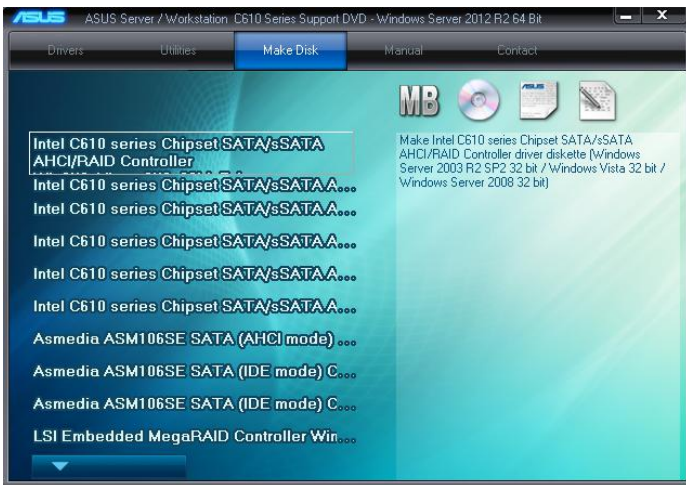 ASUS ASUS Server / Workstation C610 Series Support DVD - Windows Server 2012 R2 64 Bit
Drivers Utilities Make Disk Manual Contact
MB
ASUS
Intel C610 series Chipset SATA/sSATA
AHCI/RAID Controller
Intel C610 series Chipset SATA/sSATA A...
Intel C610 series Chipset SATA/sSATA A...
Intel C610 series Chipset SATA/sSATA A...
Intel C610 series Chipset SATA/sSATA A...
Intel C610 series Chipset SATA/sSATA A...
Asmedia ASM106SE SATA (AHCI mode) ...
Asmedia ASM106SE SATA (IDE mode) C...
Asmedia ASM106SE SATA (IDE mode) C...
LSI Embedded MegaRAID Controller Win...
Make Intel C610 series Chipset SATA/sSATA
AHCI/RAID Controller driver diskette (Windows
Server 2003 R2 SP2 32 bit / Windows Vista 32 bit /
Windows Server 2008 32 bit)